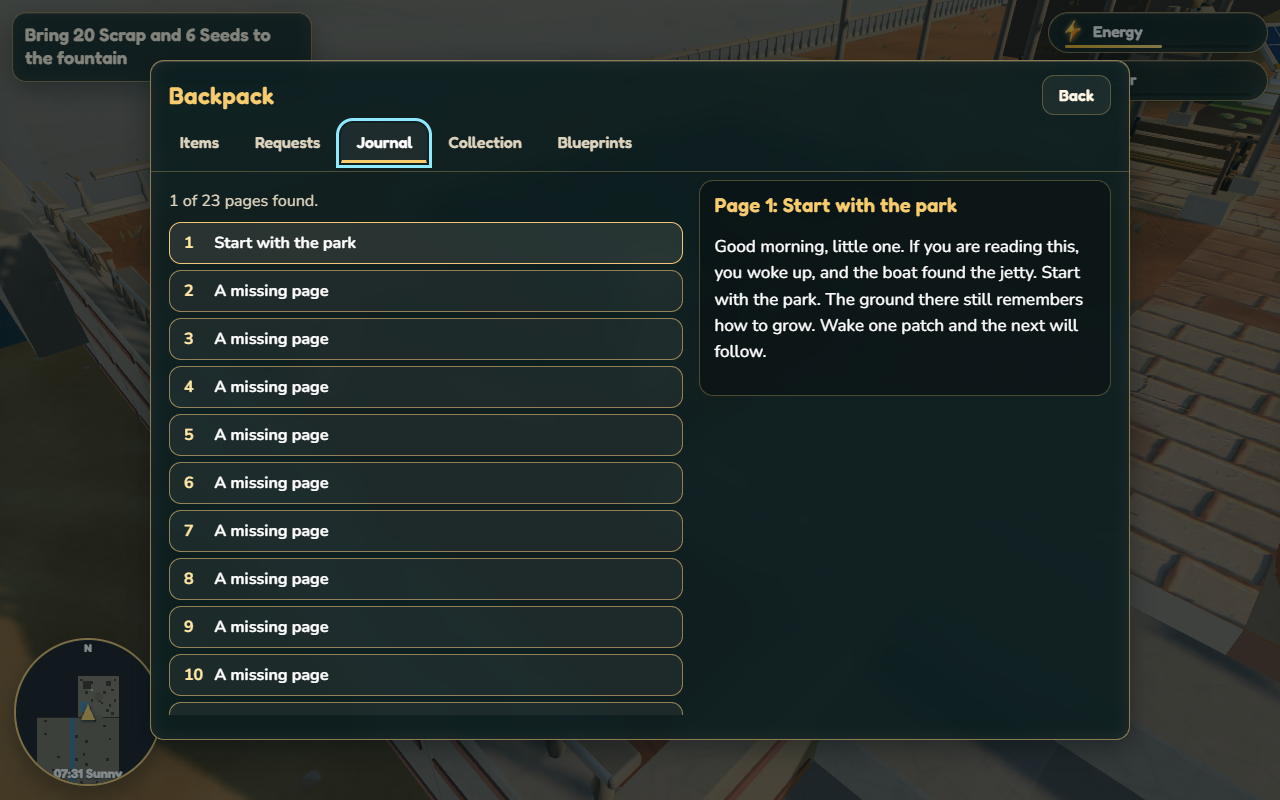 Bring 20 Scrap and 6 Seeds to
the fountain
Energy
Backpack
Back
Items
Requests
Journal
Collection
Blueprints
1 of 23 pages found.
1 Start with the park
2 A missing page
3 A missing page
4 A missing page
5 A missing page
6 A missing page
7 A missing page
8 A missing page
9 A missing page
10 A missing page
Page 1: Start with the park
Good morning, little one. If you are reading this,
you woke up, and the boat found the jetty. Start
with the park. The ground there still remembers
how to grow. Wake one patch and the next will
follow.
N
07:31 Sunny